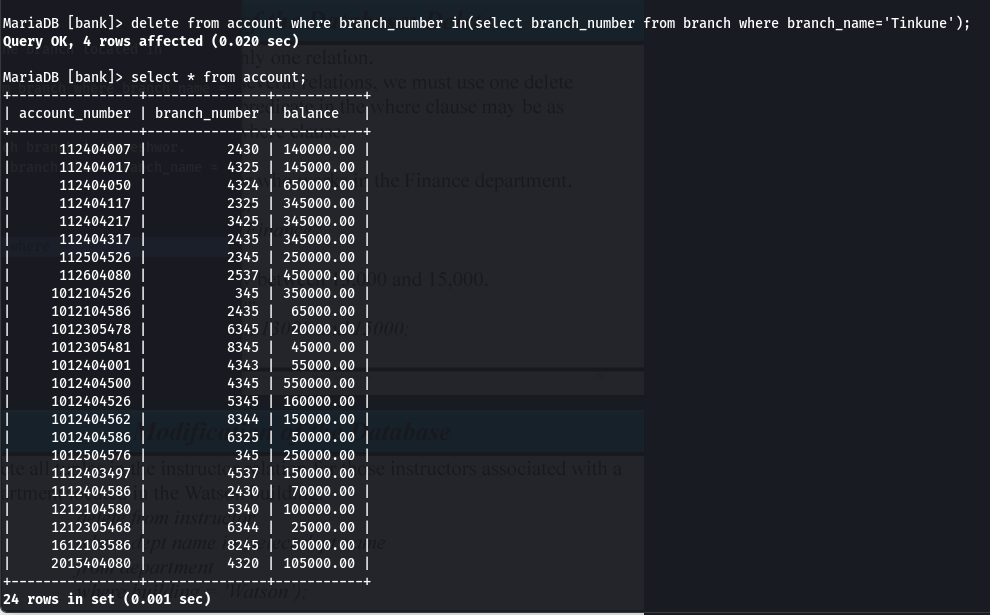 MariaDB [bank]> delete from account where branch_number in(select branch_number from branch where branch_name='Tinkune');
Query OK, 4 rows affected (0.020 sec)
MariaDB [bank]> select * from account;
+----------------+---------------+-----------+
| account_number | branch_number | balance   |
+----------------+---------------+-----------+
|      112404007 |          2430 | 140000.00 |
|      112404017 |          4325 | 145000.00 |
|      112404050 |          4324 | 650000.00 |
|      112404117 |          2325 | 345000.00 |
|      112404217 |          3425 | 345000.00 |
|      112404317 |          2435 | 345000.00 |
|      112504526 |          2345 | 250000.00 |
|      112604080 |          2537 | 450000.00 |
|     1012104526 |           345 | 350000.00 |
|     1012104586 |          2435 |  65000.00 |
|     1012305478 |          6345 |  20000.00 |
|     1012305481 |          8345 |  45000.00 |
|     1012404001 |          4343 |  55000.00 |
|     1012404500 |          4345 | 550000.00 |
|     1012404526 |          5345 | 160000.00 |
|     1012404562 |          8344 | 150000.00 |
|     1012404586 |          6325 |  50000.00 |
|     1012504576 |           345 | 250000.00 |
|     1112403497 |          4537 | 150000.00 |
|     1112404586 |          2430 |  70000.00 |
|     1212104580 |          5340 | 100000.00 |
|     1212305468 |          6344 |  25000.00 |
|     1612103586 |          8245 |  50000.00 |
|     2015404080 |          4320 | 105000.00 |
+----------------+---------------+-----------+
24 rows in set (0.001 sec)